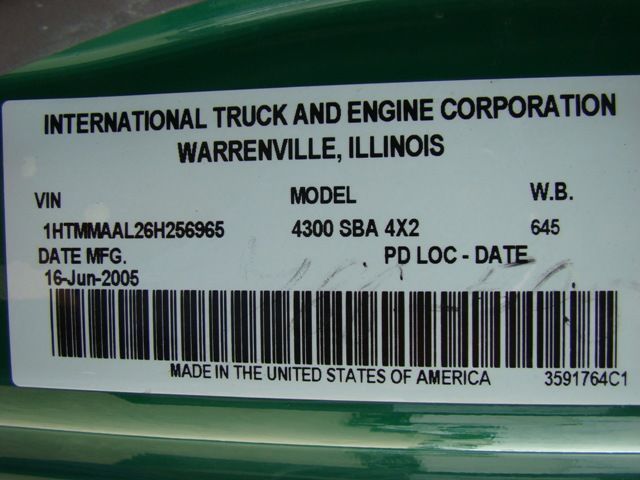 INTERNATIONAL TRUCK AND ENGINE CORPORATION
WARRENVILLE, ILLINOIS
VIN MODEL W.B.
1HTMMAAL26H256965 4300 SBA 4X2 645
DATE MFG. PD LOC - DATE
16-Jun-2005
MADE IN THE UNITED STATES OF AMERICA 3591764C1